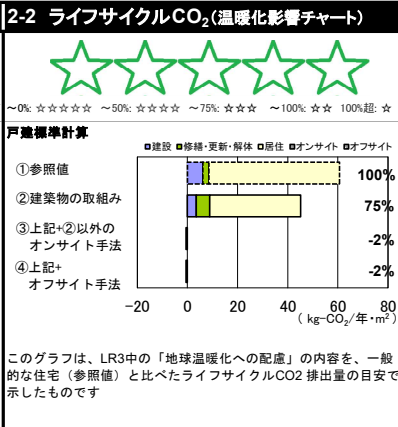 2-2 ライフサイクルCO₂(温暖化影響チャート)
～0%: ☆☆☆☆☆ ～50%: ☆☆☆☆ ～75%: ☆☆☆ ～100%: ☆☆ 100%超: ☆
戸建標準計算
■建設 ■修繕・更新・解体 □居住 ■オンサイト ■オフサイト
①参照値 100%
②建築物の取組み 75%
③上記+②以外の
オンサイト手法 -2%
④上記+
オフサイト手法 -2%
-20 0 20 40 60 80
( kg-CO₂/年・m² )
このグラフは、LR3中の「地球温暖化への配慮」の内容を、一般
的な住宅（参照値）と比べたライフサイクルCO2 排出量の目安で
示したものです